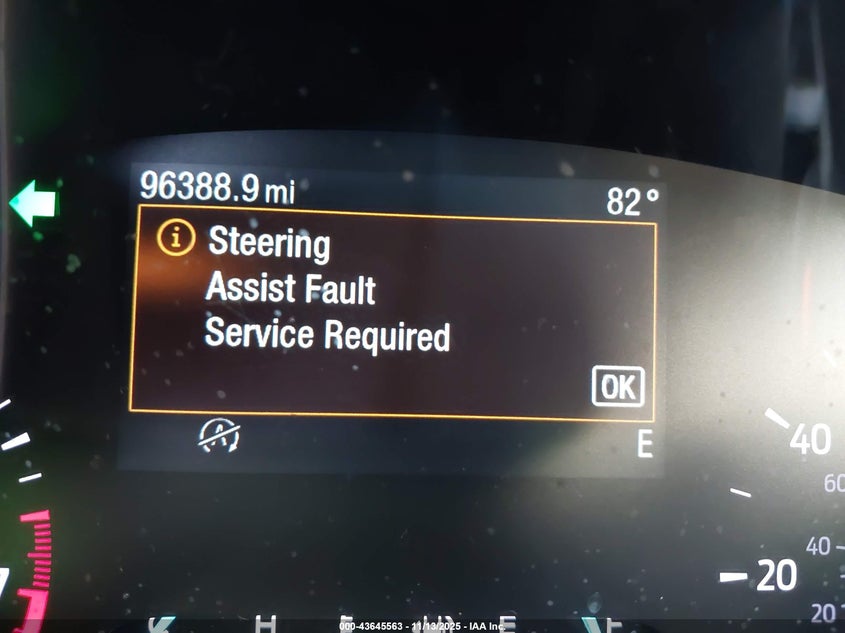 96388.9 mi
82°
i Steering
Assist Fault
Service Required
OK
A
E
40
60
40
20
20
H
E
F
000-43645563 - 11/13/2025 - IAA Inc.